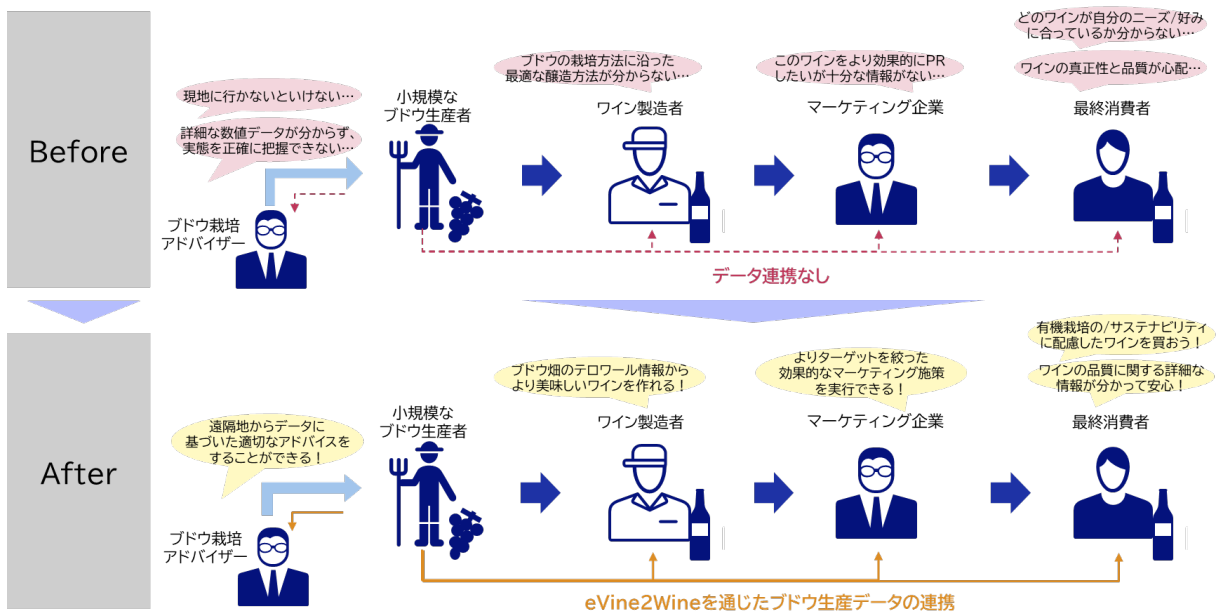 Before
現地に行かないといけない…
詳細な数値データが分からず、
実態を正確に把握できない…
ブドウ栽培
アドバイザー
小規模な
ブドウ生産者
ブドウの栽培方法に沿った
最適な醸造方法が分からない…
ワイン製造者
このワインをより効果的にPR
したいが十分な情報がない…
マーケティング企業
どのワインが自分のニーズ/好み
に合っているか分からない…
ワインの真正性と品質が心配…
最終消費者
データ連携なし
After
遠隔地からデータに
基づいた適切なアドバイスを
することができる！
ブドウ栽培
アドバイザー
小規模な
ブドウ生産者
ブドウ畑のテロワール情報から
より美味しいワインを作れる！
ワイン製造者
よりターゲットを絞った
効果的なマーケティング施策
を実行できる！
マーケティング企業
有機栽培の/サステナビリティ
に配慮したワインを買おう！
ワインの品質に関する詳細な
情報が分かって安心！
最終消費者
eVine2Wineを通じたブドウ生産データの連携